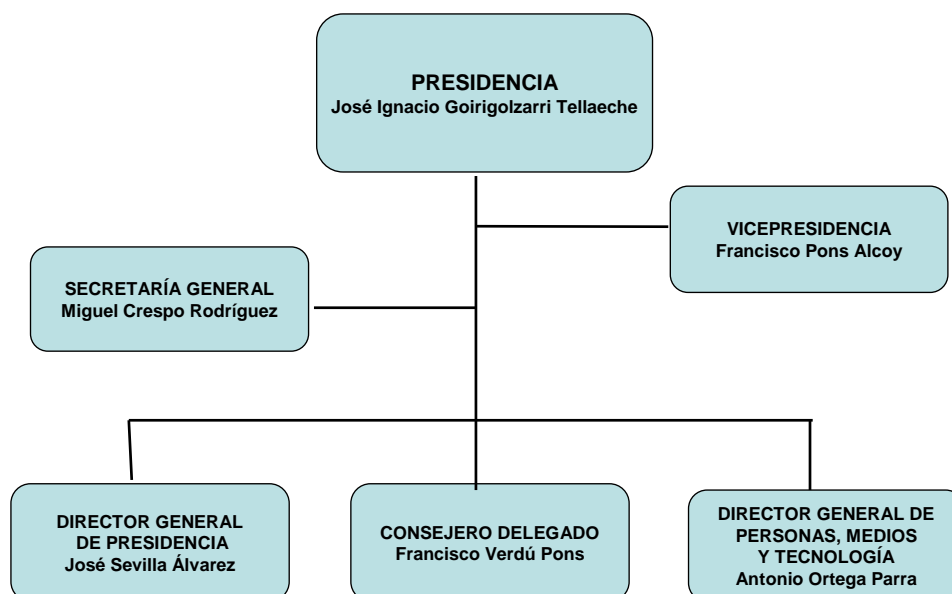 PRESIDENCIA
José Ignacio Goirigolzarri Tellaeche
VICEPRESIDENCIA
Francisco Pons Alcoy
SECRETARÍA GENERAL
Miguel Crespo Rodríguez
DIRECTOR GENERAL
DE PRESIDENCIA
José Sevilla Álvarez
CONSEJERO DELEGADO
Francisco Verdú Pons
DIRECTOR GENERAL DE
PERSONAS, MEDIOS
Y TECNOLOGÍA
Antonio Ortega Parra